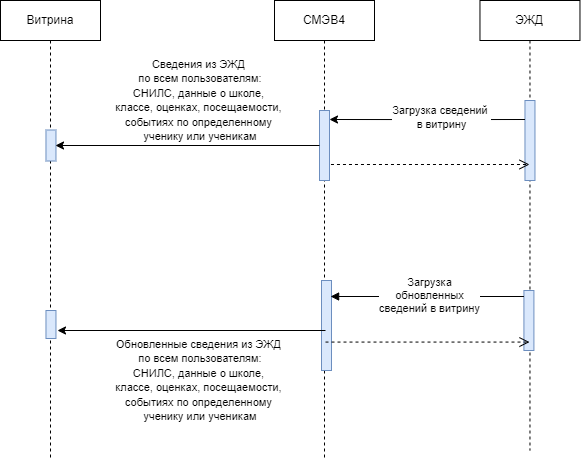 Витрина
СМЭВ4
ЭЖД
Сведения из ЭЖД
по всем пользователям:
СНИЛС, данные о школе,
классе, оценках, посещаемости,
событиях по определенному
ученику или ученикам
Загрузка сведений
в витрину
Загрузка
обновленных
сведений в витрину
Обновленные сведения из ЭЖД
по всем пользователям:
СНИЛС, данные о школе,
классе, оценках, посещаемости,
событиях по определенному
ученику или ученикам